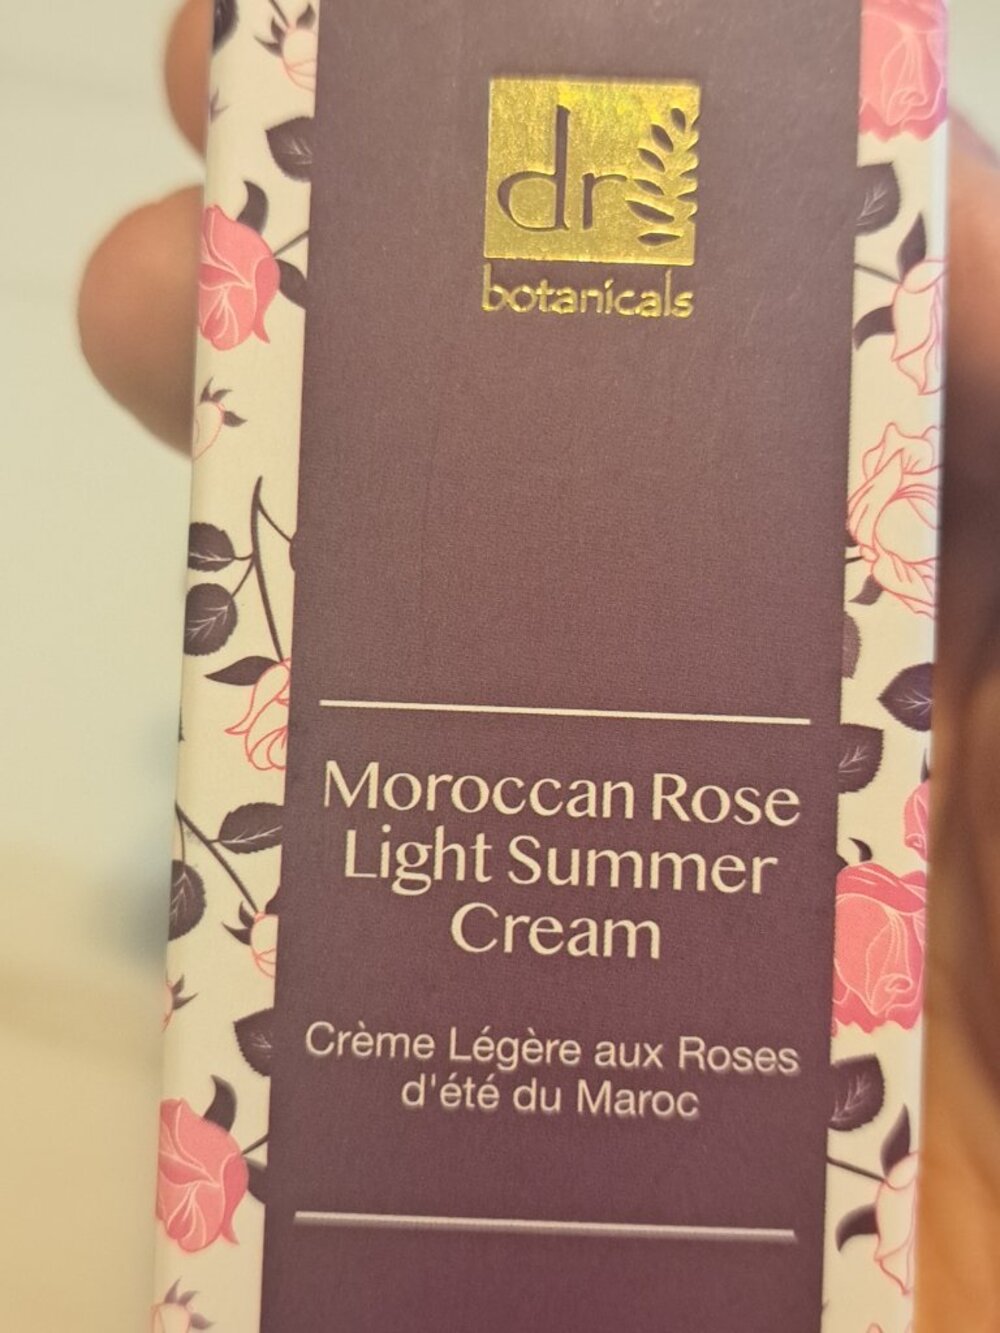 dr
botanicals
Moroccan Rose
Light Summer
Cream
Crème Légère aux Roses
d'été du Maroc